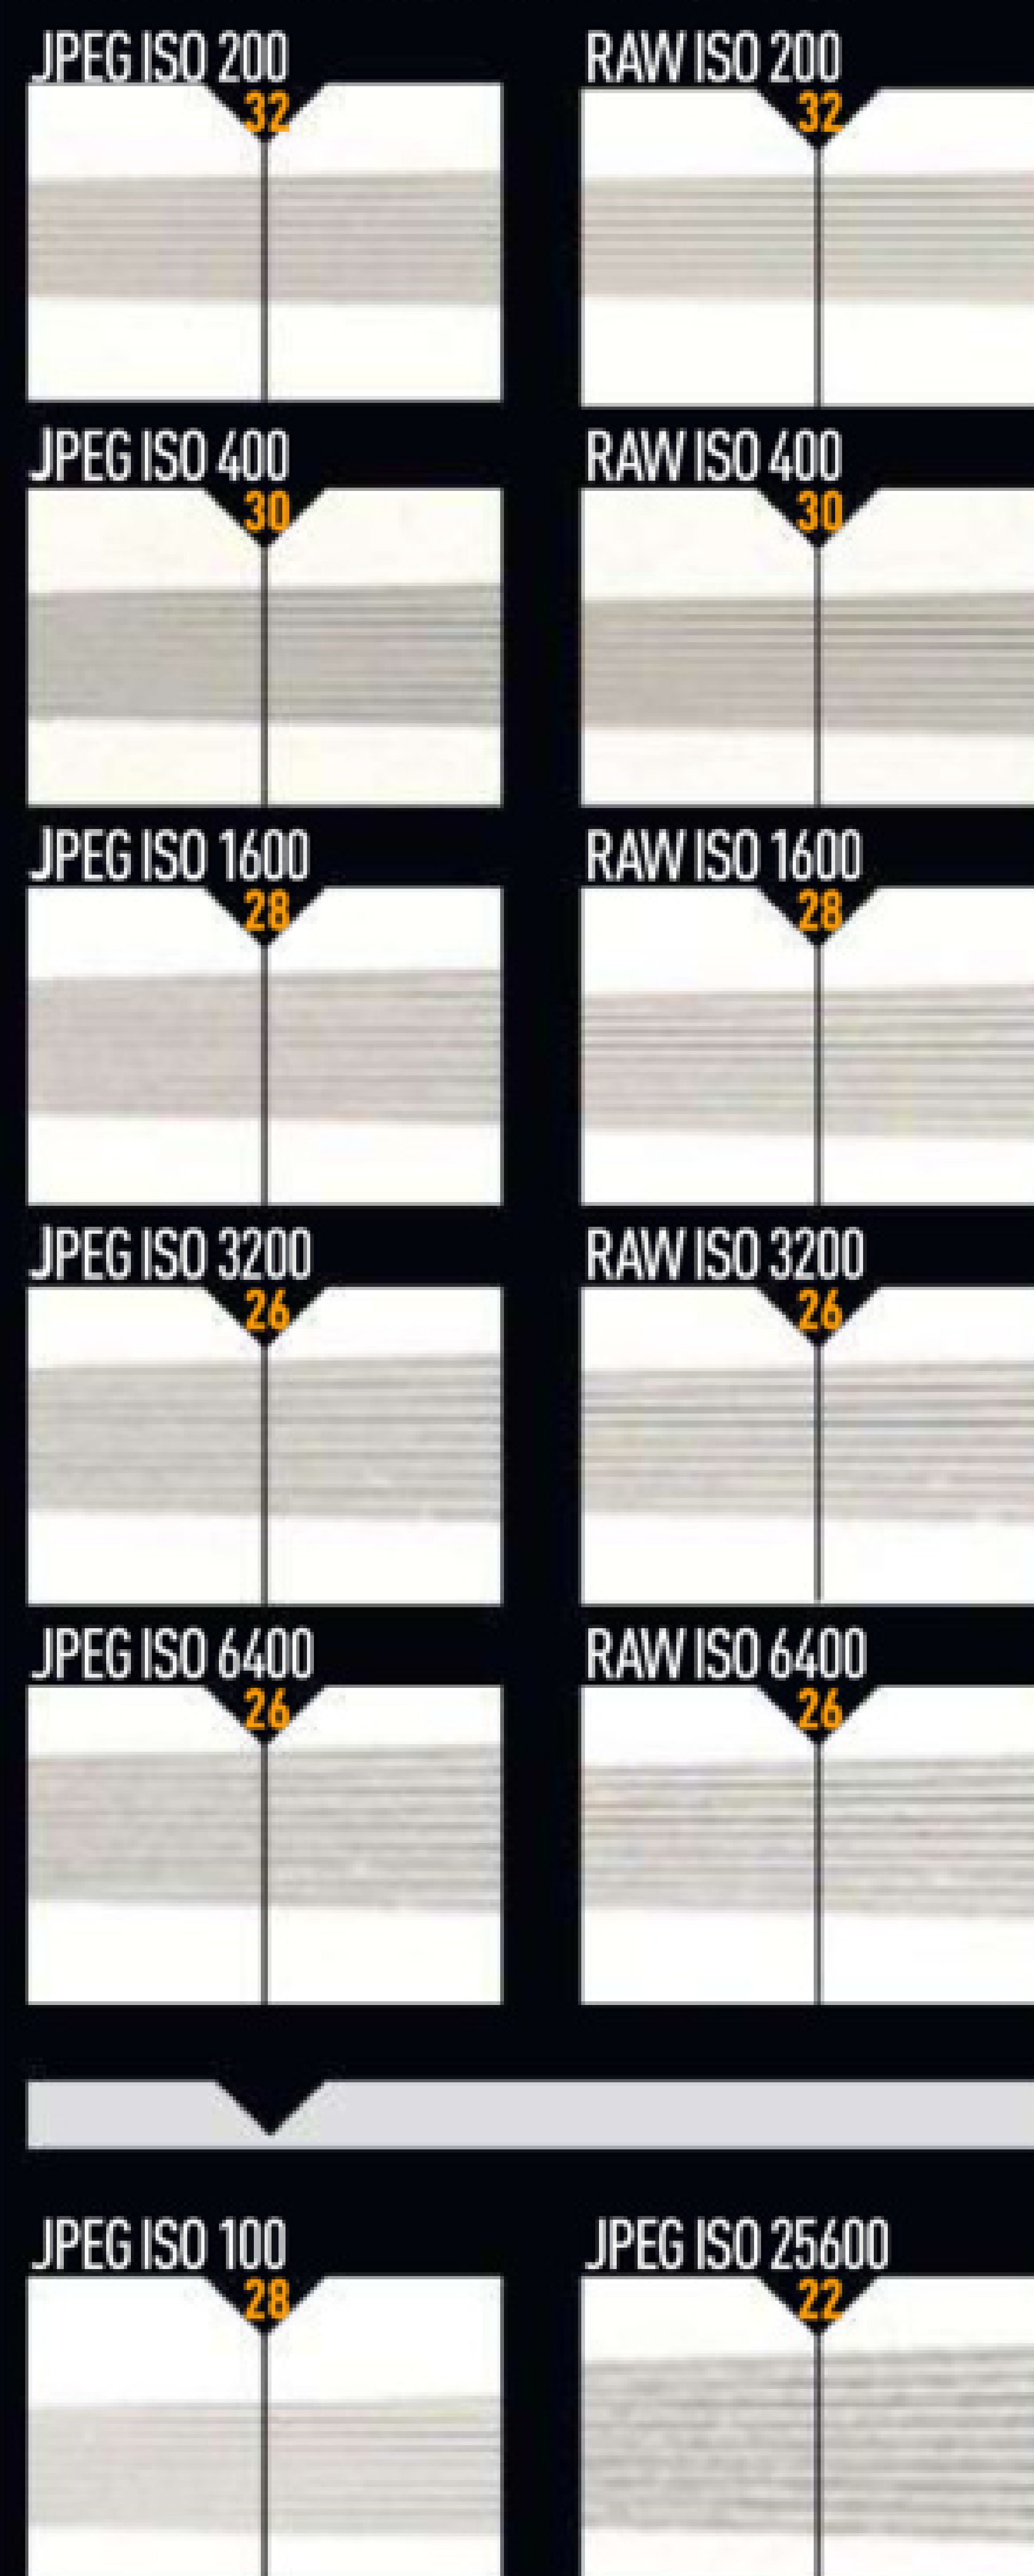 JPEG ISO 200
RAW ISO 200
32
32
JPEG ISO 400
RAW ISO 400
30
30
JPEG ISO 1600
RAW ISO 1600
28
28
JPEG ISO 3200
RAW ISO 3200
26
26
JPEG ISO 6400
RAW ISO 6400
26
26
JPEG ISO 100
JPEG ISO 25600
28
22